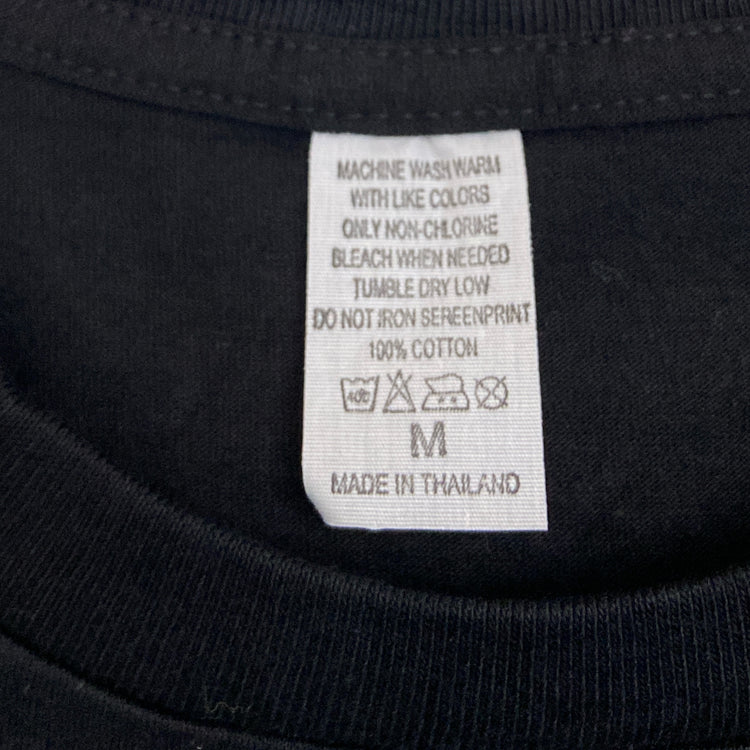 MACHINE WASH WARM
WITH LIKE COLORS
ONLY NON-CHLORINE
BLEACH WHEN NEEDED
TUMBLE DRY LOW
DO NOT IRON SEREENPRINT
100% COTTON
40°C
M
MADE IN THAILAND